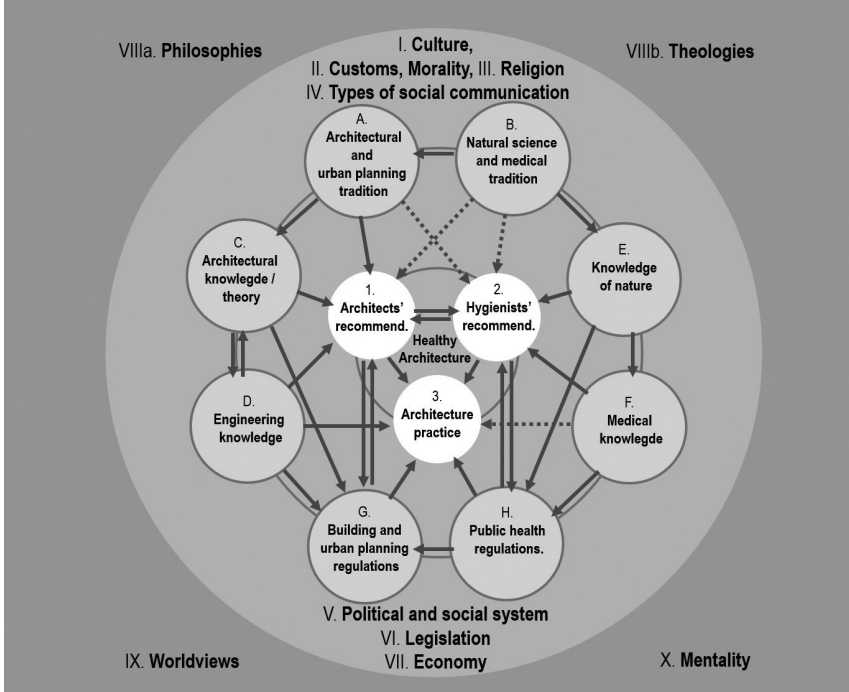 VIIIa. Philosophies
I. Culture,
II. Customs, Morality, III. Religion
IV. Types of social communication
VIIIb. Theologies
A.
Architectural
and
urban planning
tradition
B.
Natural science
and medical
tradition
C.
Architectural
knowlegde /
theory
E.
Knowledge
of nature
1.
Architects’
recommend.
2.
Hygienists’
recommend.
Healthy
Architecture
D.
Engineering
knowledge
3.
Architecture
practice
F.
Medical
knowlegde
G.
Building and
urban planning
regulations
H.
Public health
regulations.
V. Political and social system
VI. Legislation
VII. Economy
IX. Worldviews
X. Mentality